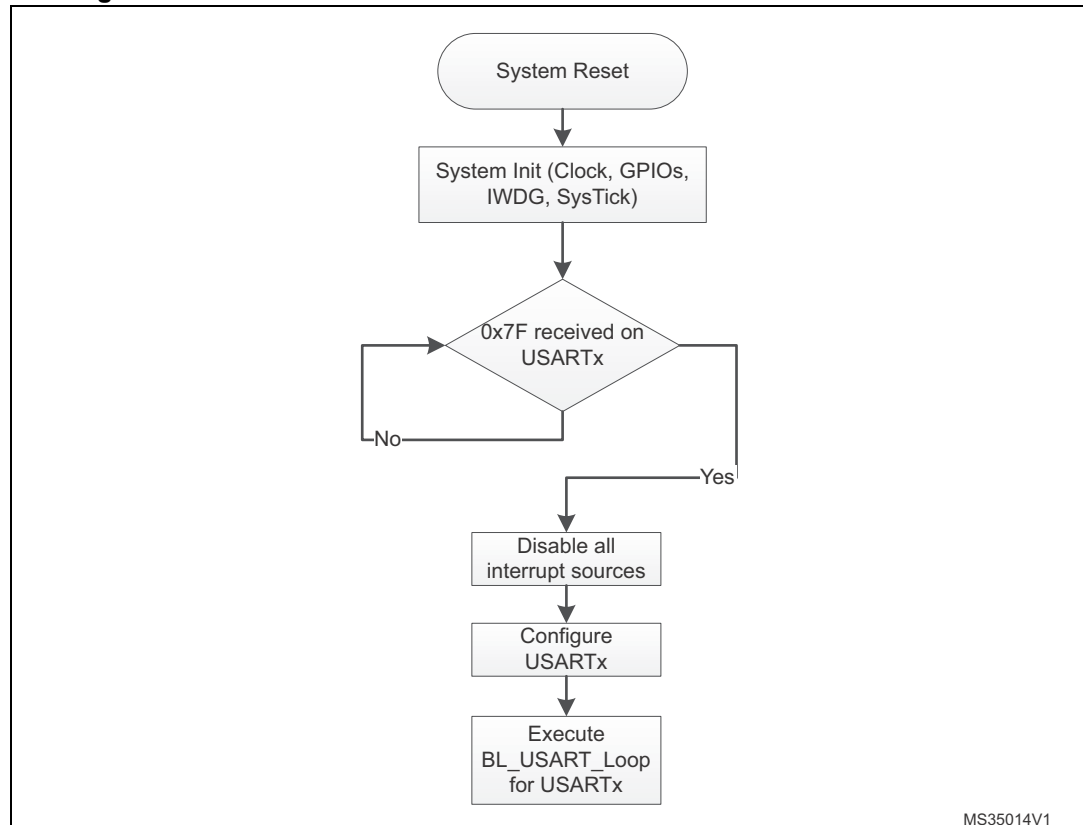 System Reset
System Init (Clock, GPIOs,
IWDG, SysTick)
0x7F received on
USARTx
No
Yes
Disable all
interrupt sources
Configure
USARTx
Execute
BL_USART_Loop
for USARTx
MS35014V1